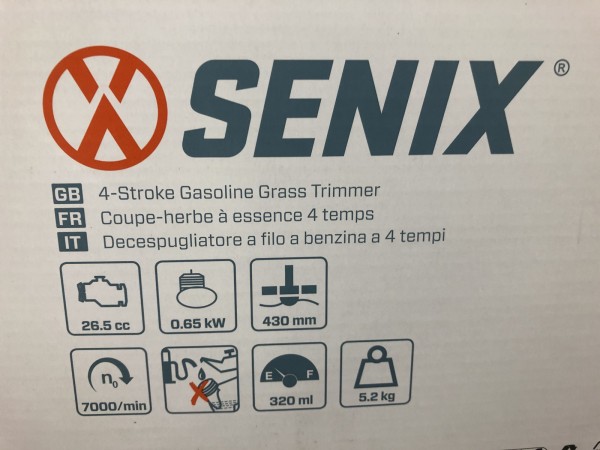 SENIX®
GB 4-Stroke Gasoline Grass Trimmer
FR Coupe-herbe à essence 4 temps
IT Decespugliatore a filo a benzina a 4 tempi
26.5 cc 0.65 kW 430 mm
n₀ E F
7000/min 320 ml 5.2 kg